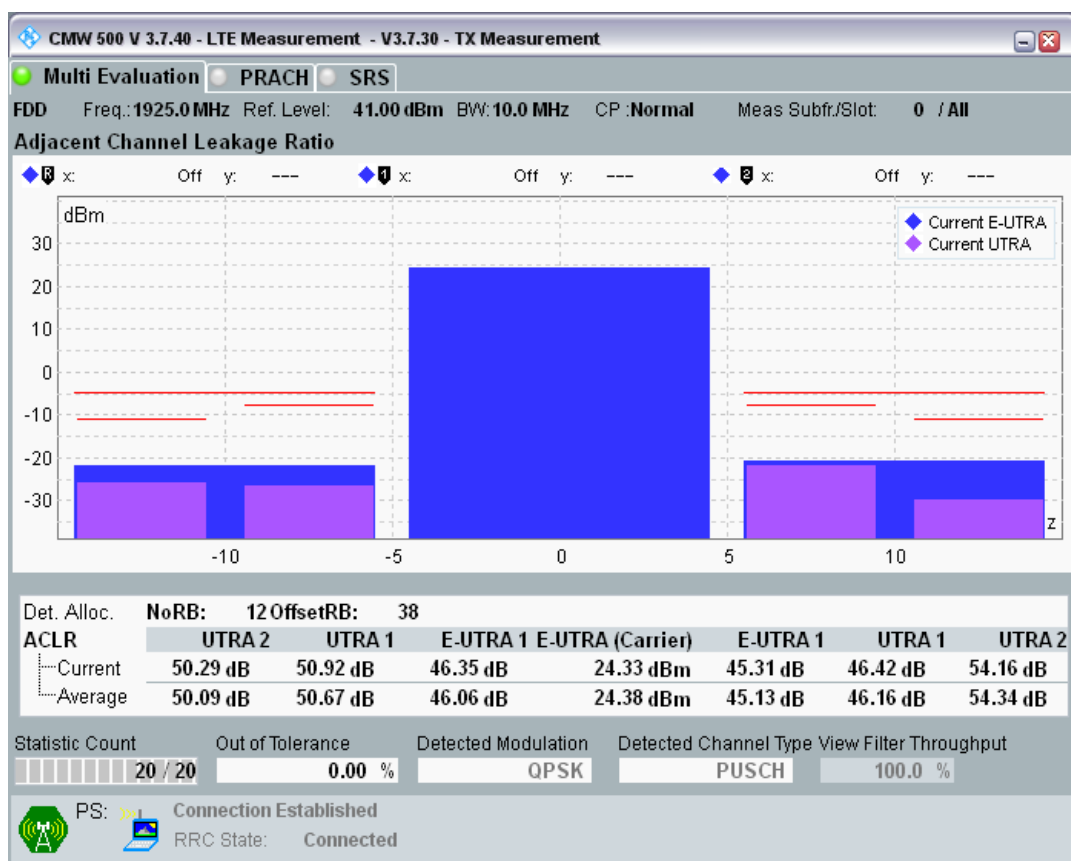 CMW 500 V 3.7.40 - LTE Measurement - V3.7.30 - TX Measurement
Multi Evaluation PRACH SRS
FDD Freq.: 1925.0 MHz Ref. Level: 41.00 dBm BW: 10.0 MHz CP :Normal Meas Subfr./Slot: 0 / All
Adjacent Channel Leakage Ratio
R x: Off y: --- 1 x: Off y: --- 2 x: Off y: ---
dBm
Current E-UTRA
Current UTRA
30
20
10
0
-10
-20
-30
z
-10 -5 0 5 10
Det. Alloc. NoRB: 12 OffsetRB: 38
ACLR UTRA 2 UTRA 1 E-UTRA 1 E-UTRA (Carrier) E-UTRA 1 UTRA 1 UTRA 2
Current 50.29 dB 50.92 dB 46.35 dB 24.33 dBm 45.31 dB 46.42 dB 54.16 dB
Average 50.09 dB 50.67 dB 46.06 dB 24.38 dBm 45.13 dB 46.16 dB 54.34 dB
Statistic Count Out of Tolerance Detected Modulation Detected Channel Type View Filter Throughput
20 / 20 0.00 % QPSK PUSCH 100.0 %
PS: Connection Established
RRC State: Connected